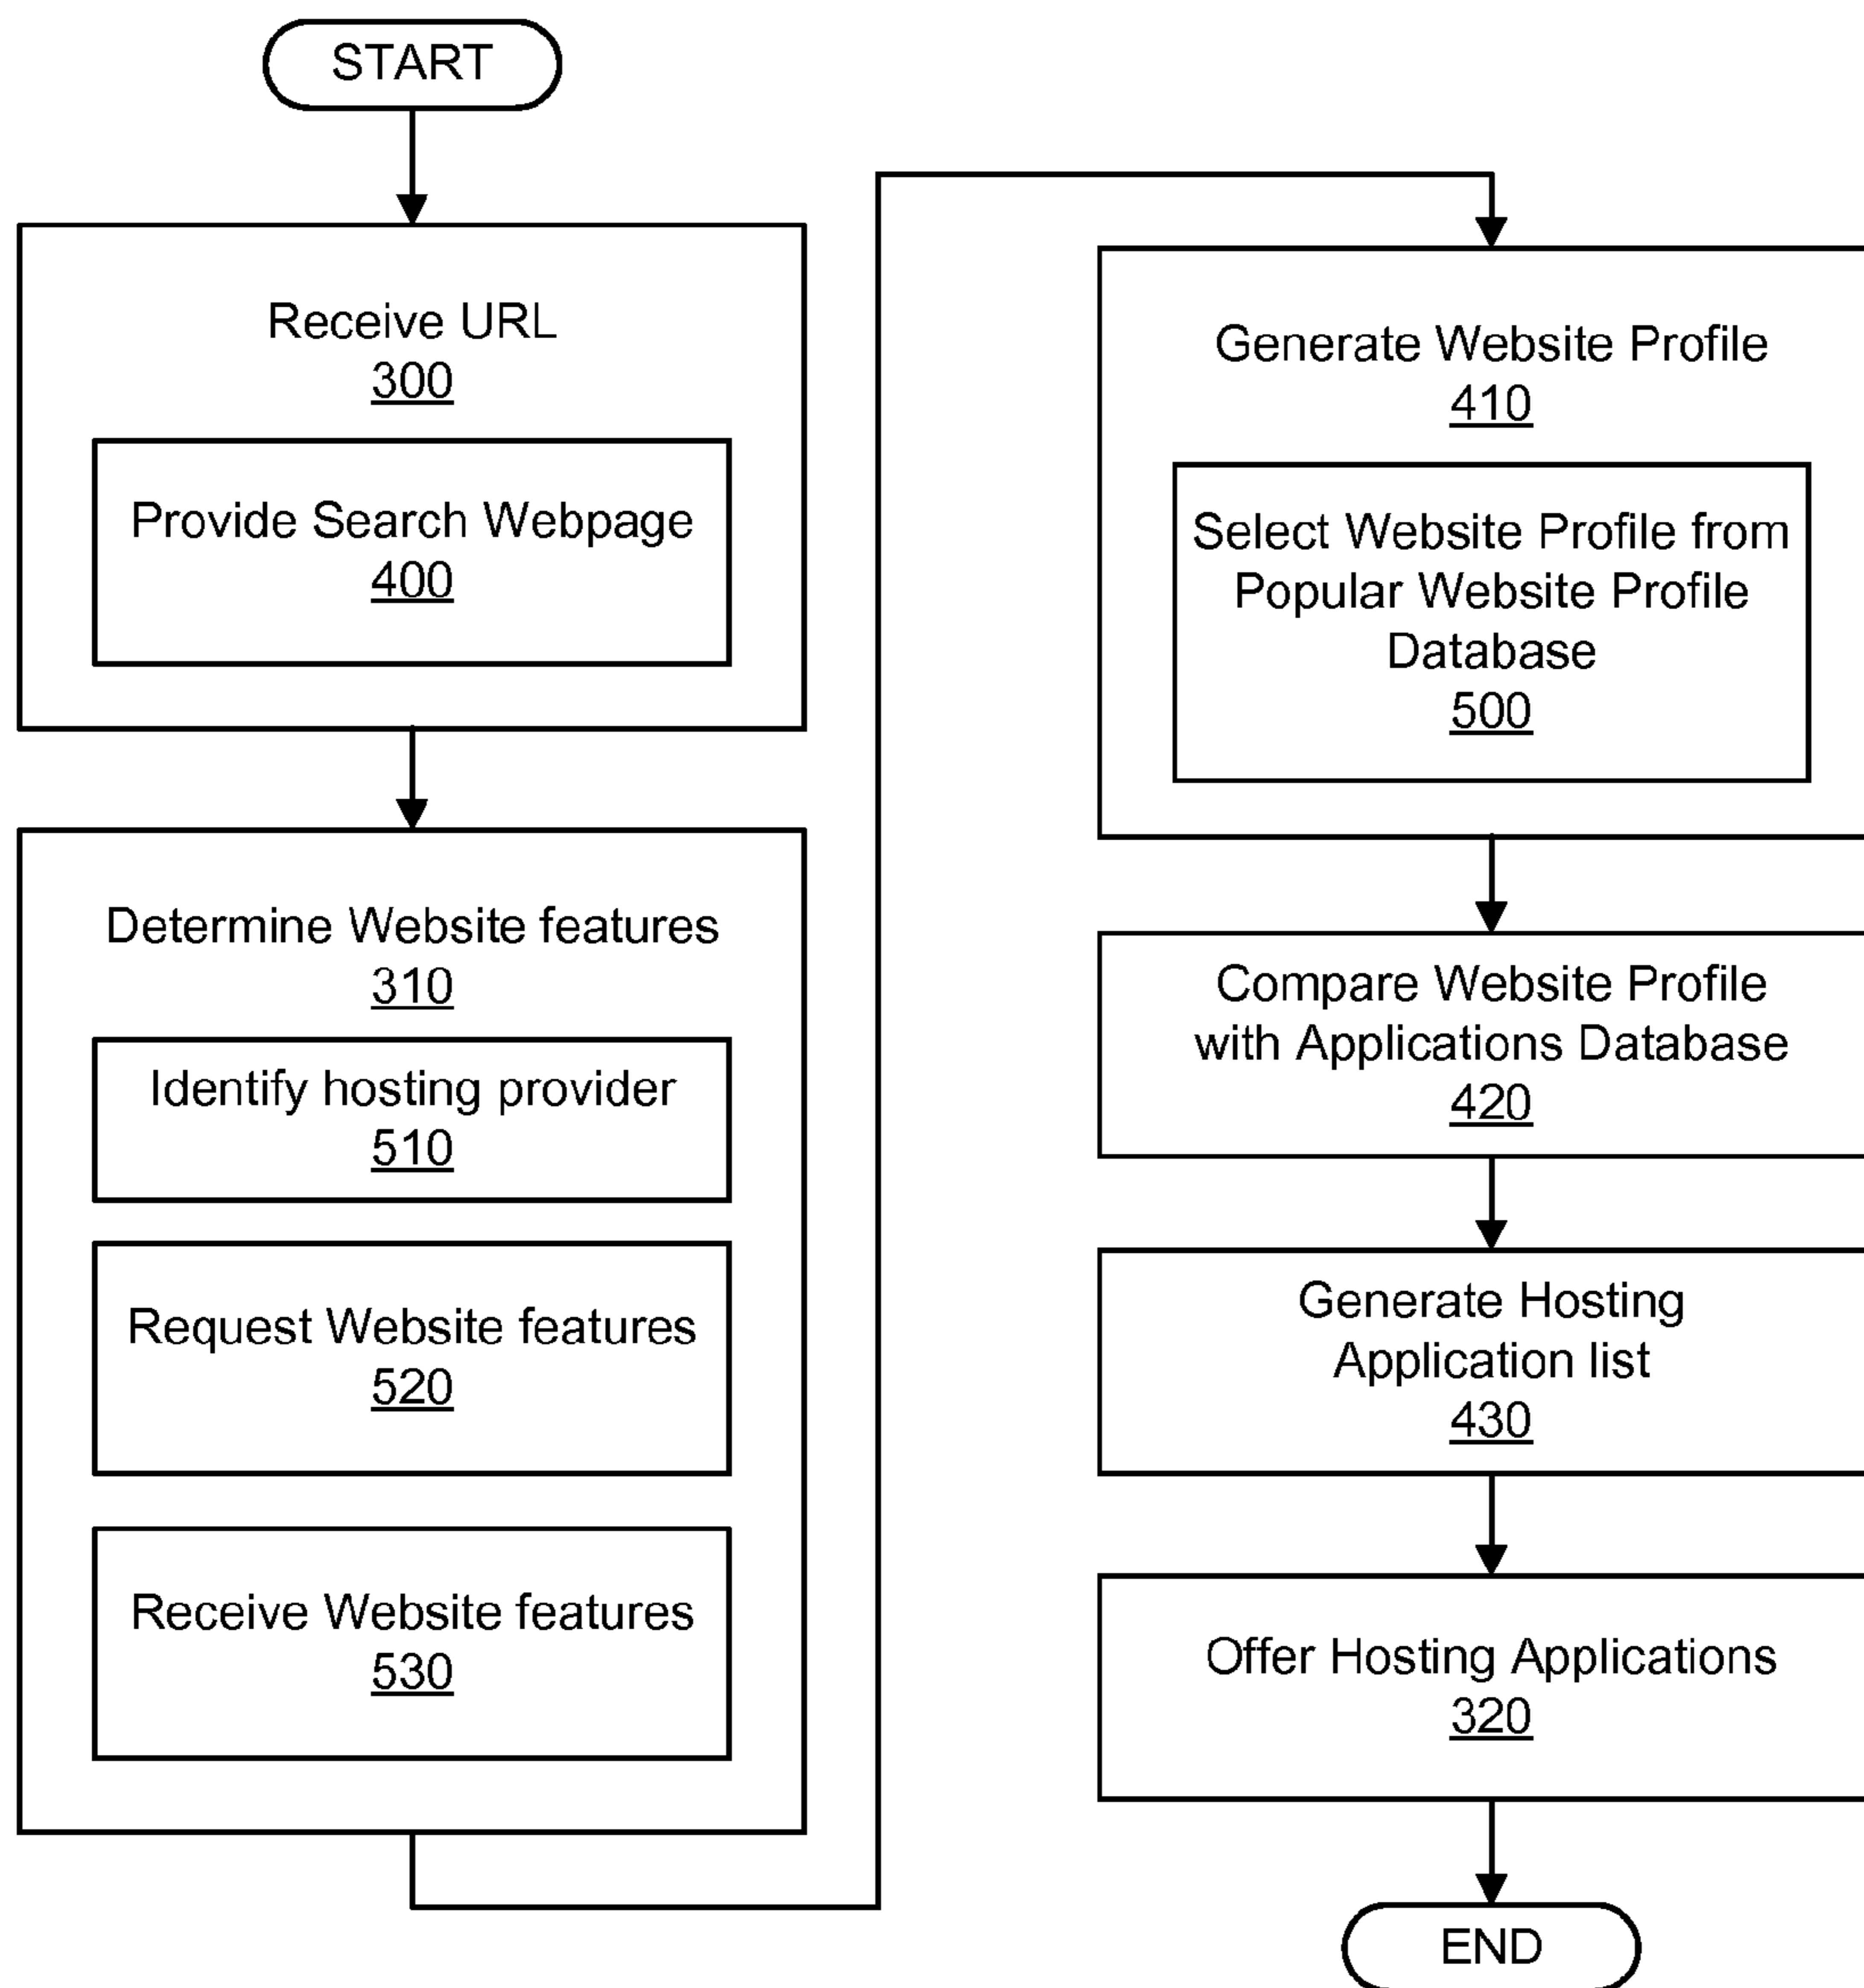 START
Receive URL
300
Provide Search Webpage
400
Determine Website features
310
Identify hosting provider
510
Request Website features
520
Receive Website features
530
Generate Website Profile
410
Select Website Profile from
Popular Website Profile
Database
500
Compare Website Profile
with Applications Database
420
Generate Hosting
Application list
430
Offer Hosting Applications
320
END